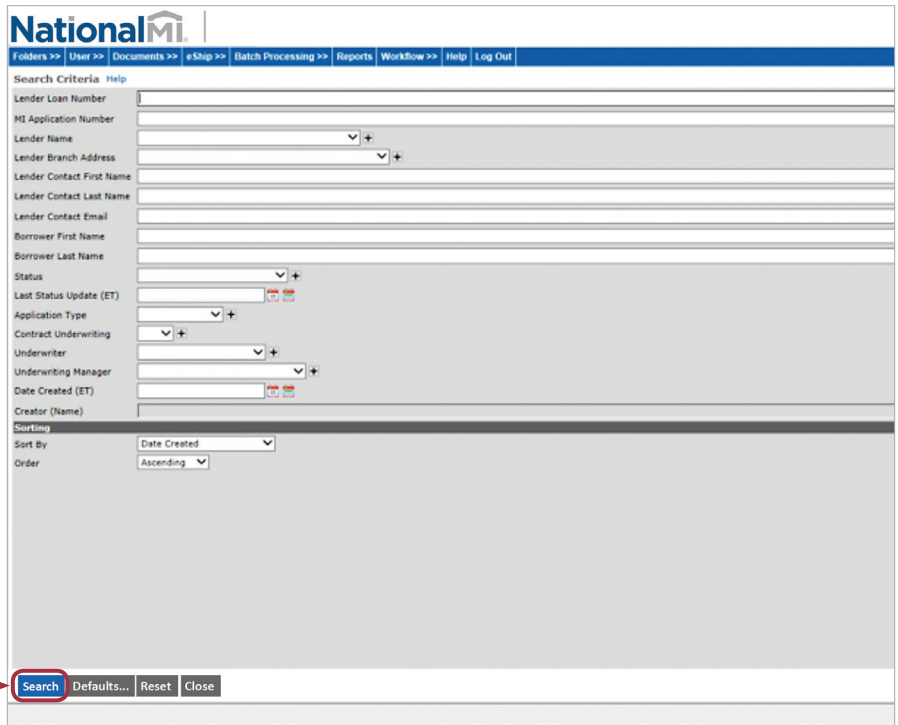 NationalMI.
Folders >> User >> Documents >> eShip >> Batch Processing >> Reports Workflow >> Help Log Out
Search Criteria Help
Lender Loan Number
MI Application Number
Lender Name
Lender Branch Address
Lender Contact First Name
Lender Contact Last Name
Lender Contact Email
Borrower First Name
Borrower Last Name
Status
Last Status Update (ET)
Application Type
Contract Underwriting
Underwriter
Underwriting Manager
Date Created (ET)
Creator (Name)
Sorting
Sort By Date Created
Order Ascending
Search Defaults... Reset Close